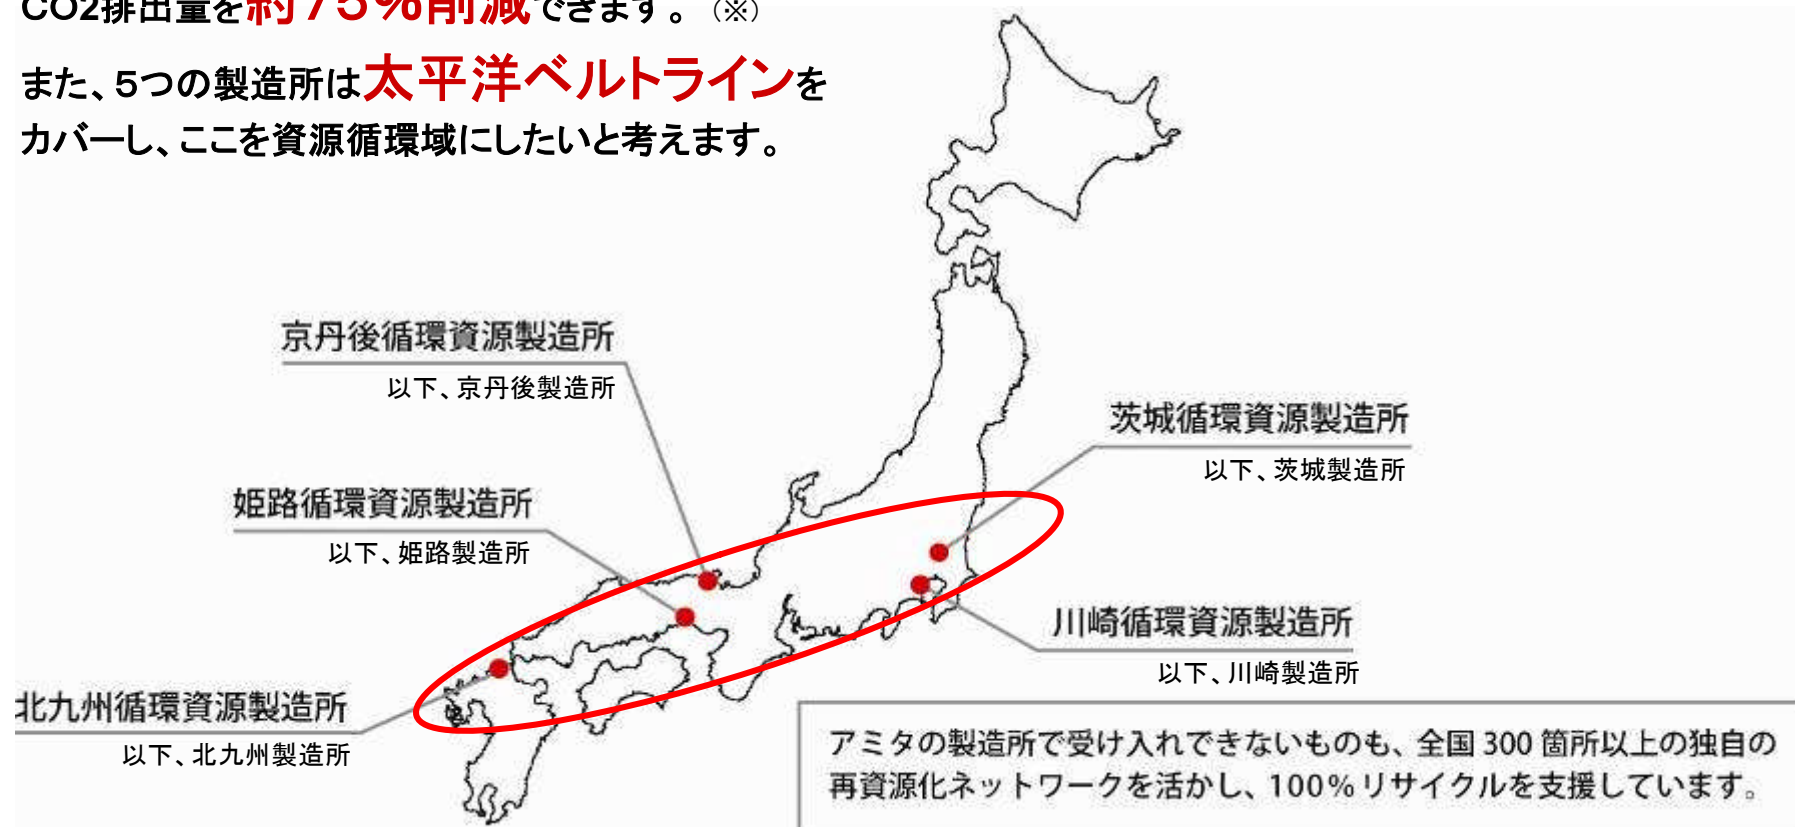 CO2排出量を約75%削減できます。(※)
また、5つの製造所は太平洋ベルトラインを
カバーし、ここを資源循環域にしたいと考えます。
京丹後循環資源製造所
以下、京丹後製造所
茨城循環資源製造所
以下、茨城製造所
姫路循環資源製造所
以下、姫路製造所
川崎循環資源製造所
以下、川崎製造所
北九州循環資源製造所
以下、北九州製造所
アミタの製造所で受け入れできないものも、全国 300 箇所以上の独自の
再資源化ネットワークを活かし、100%リサイクルを支援しています。